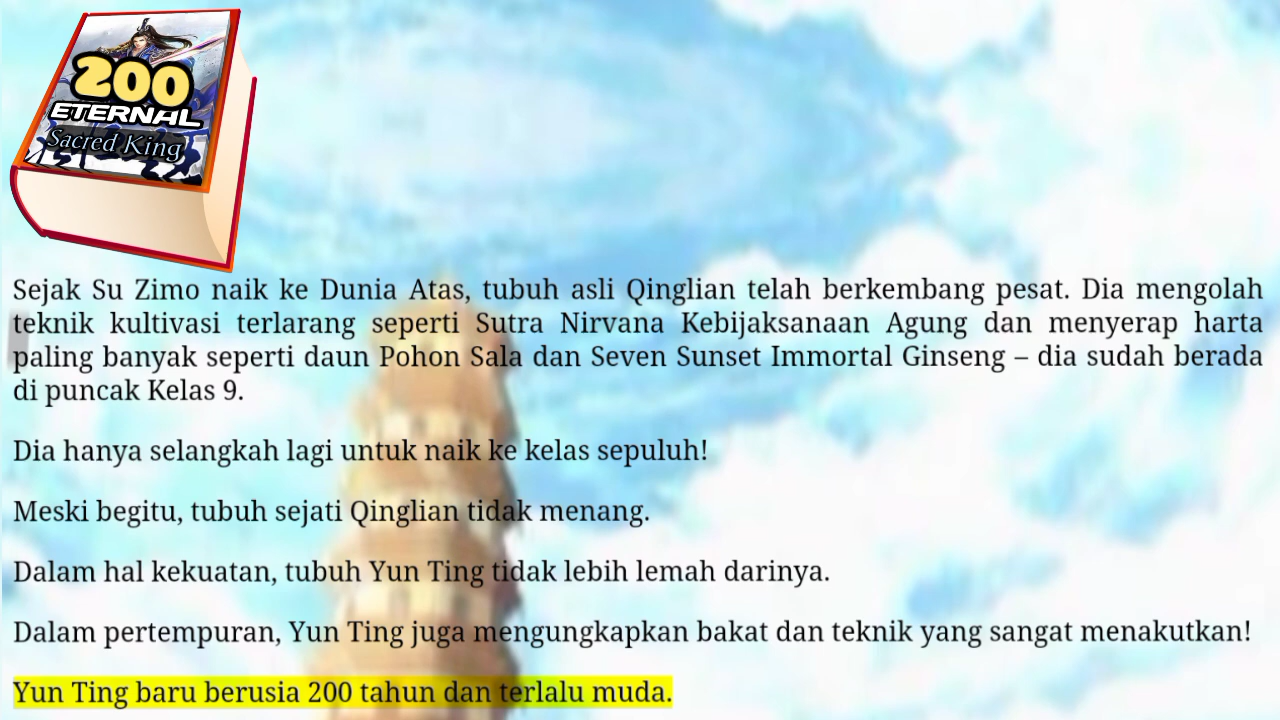 200
ETERNAL
Sacred King
Sejak Su Zimo naik ke Dunia Atas, tubuh asli Qinglian telah berkembang pesat. Dia mengolah
teknik kultivasi terlarang seperti Sutra Nirvana Kebijaksanaan Agung dan menyerap harta
paling banyak seperti daun Pohon Sala dan Seven Sunset Immortal Ginseng – dia sudah berada
di puncak Kelas 9.
Dia hanya selangkah lagi untuk naik ke kelas sepuluh!
Meski begitu, tubuh sejati Qinglian tidak menang.
Dalam hal kekuatan, tubuh Yun Ting tidak lebih lemah darinya.
Dalam pertempuran, Yun Ting juga mengungkapkan bakat dan teknik yang sangat menakutkan!
Yun Ting baru berusia 200 tahun dan terlalu muda.